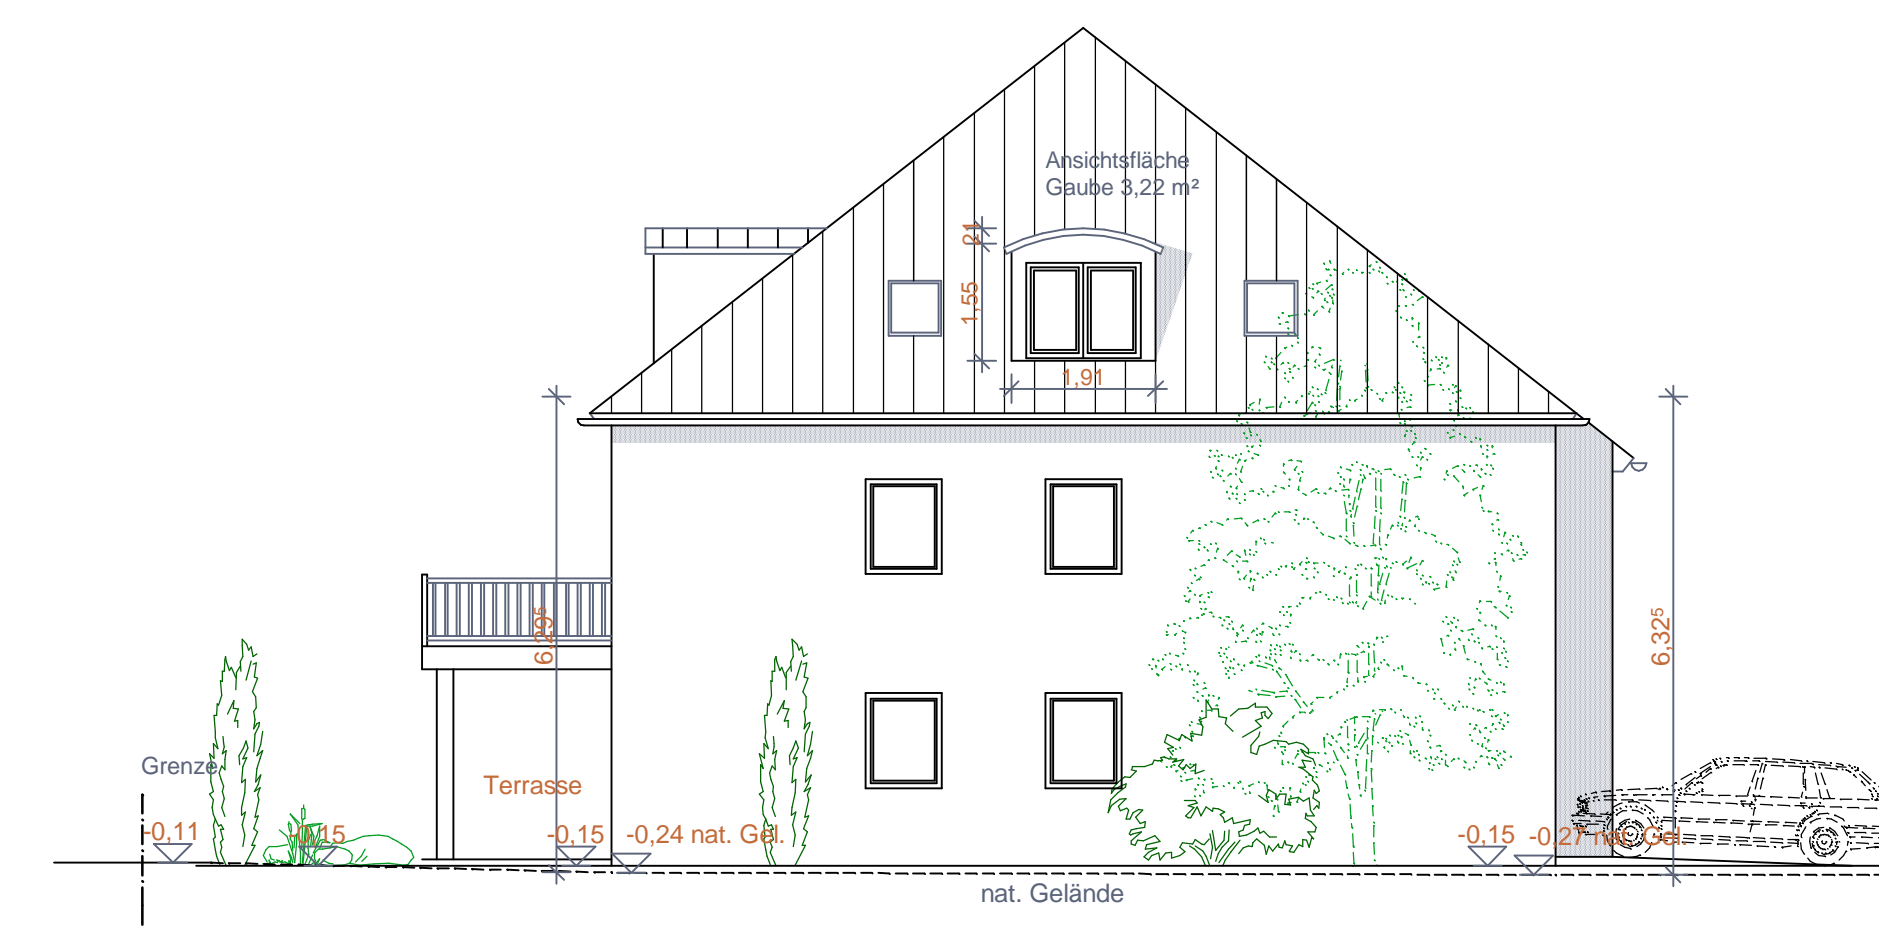 Ansichtsfläche
Gaube 3,22 m²
21
1,55
1,91
6,29⁵
6,32⁵
Grenze
Terrasse
-0,11
-0,15
-0,15
-0,24 nat. Gel.
-0,15
-0,27 nat. Gel.
nat. Gelände